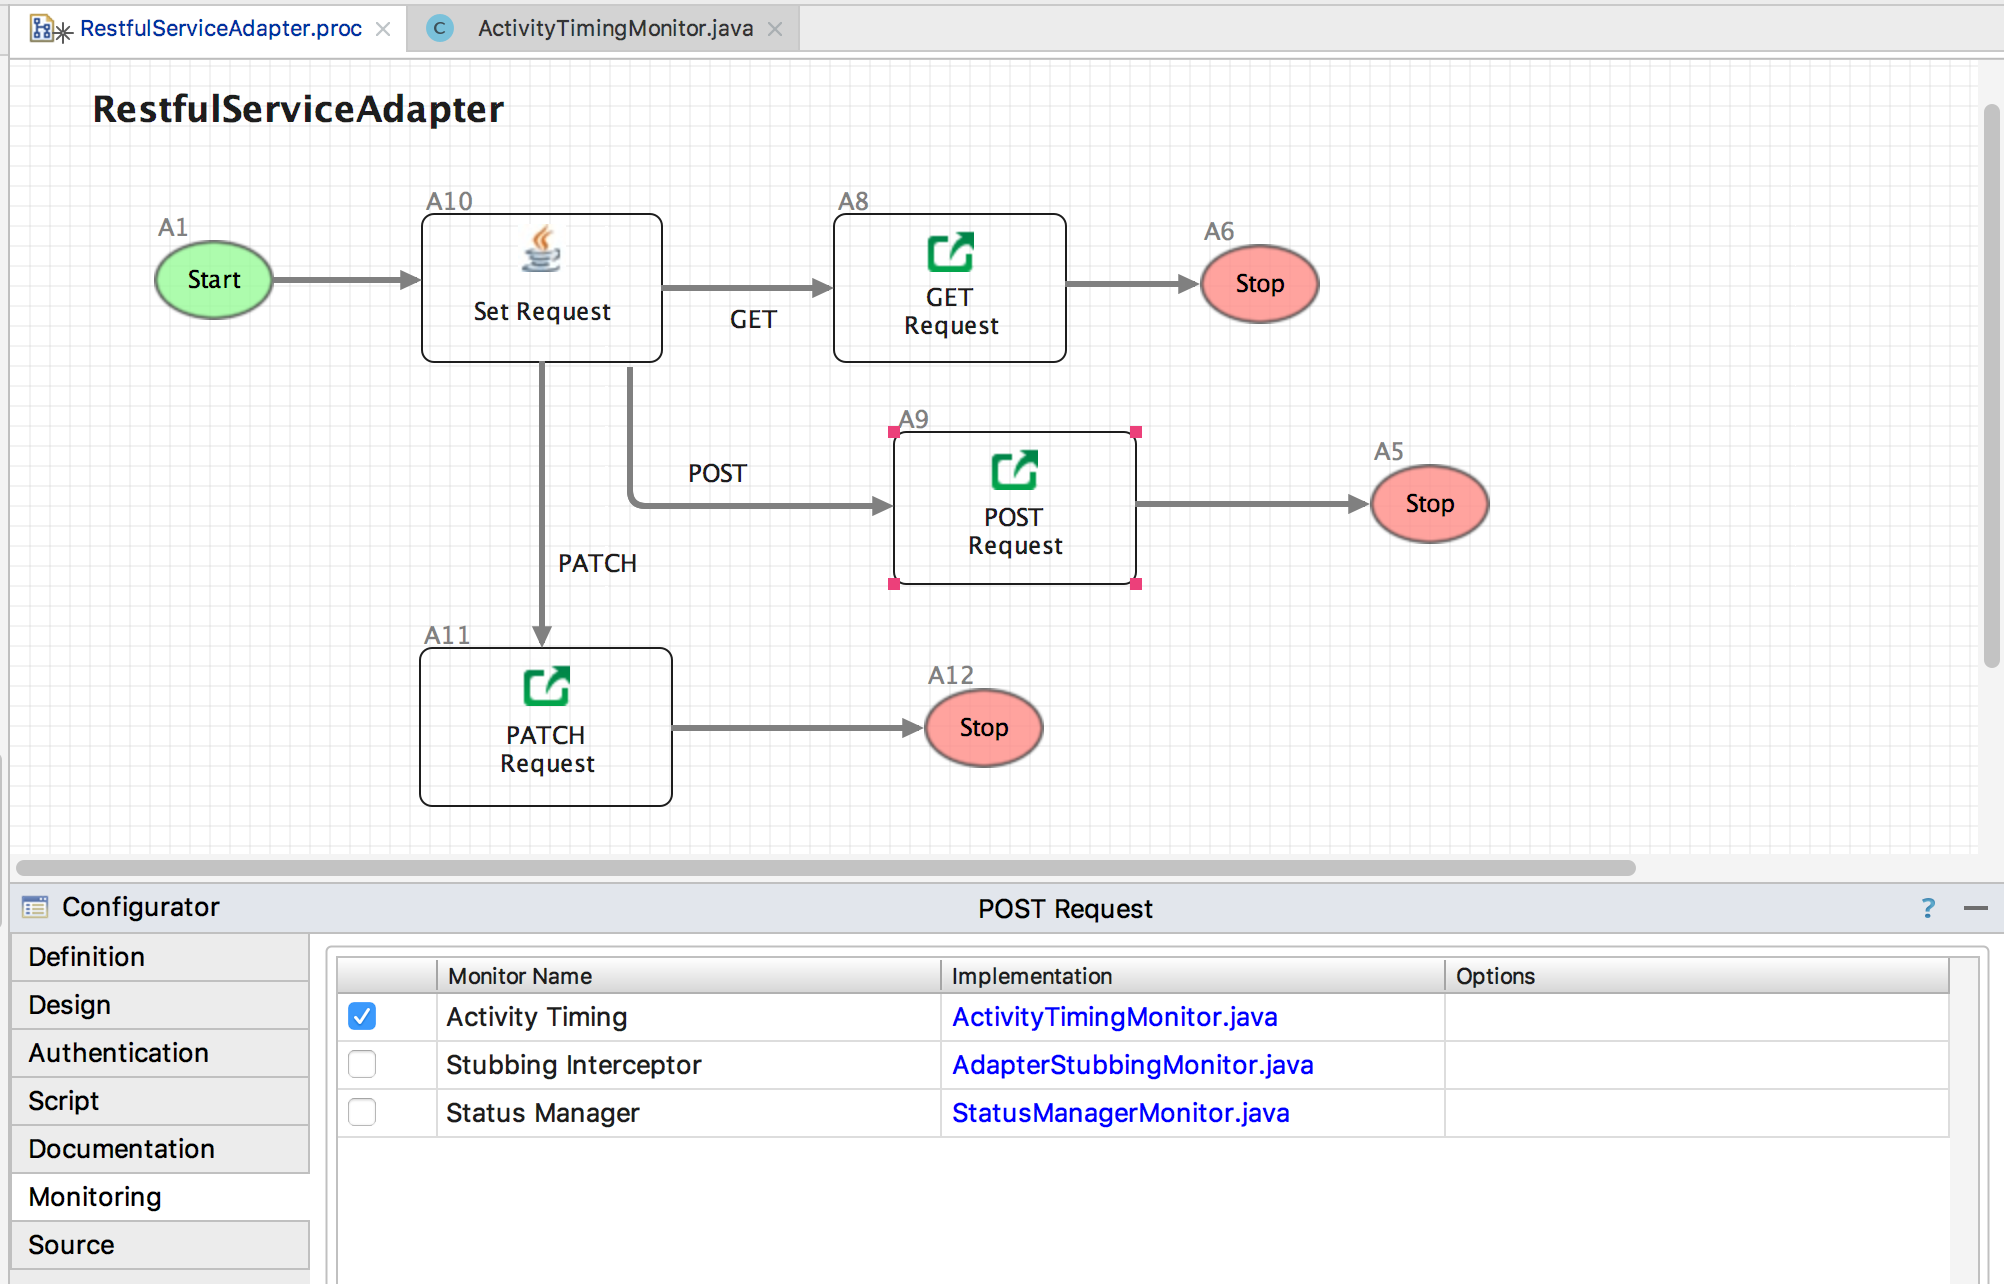 RestfulServiceAdapter.proc
C ActivityTimingMonitor.java
RestfulServiceAdapter
A1
Start
A10
Set Request
GET
A8
GET
Request
A6
Stop
POST
A9
POST
Request
A5
Stop
PATCH
A11
PATCH
Request
A12
Stop
Configurator
POST Request
?
Definition
Design
Authentication
Script
Documentation
Monitoring
Source
Monitor Name Implementation Options
Activity Timing ActivityTimingMonitor.java
Stubbing Interceptor AdapterStubbingMonitor.java
Status Manager StatusManagerMonitor.java